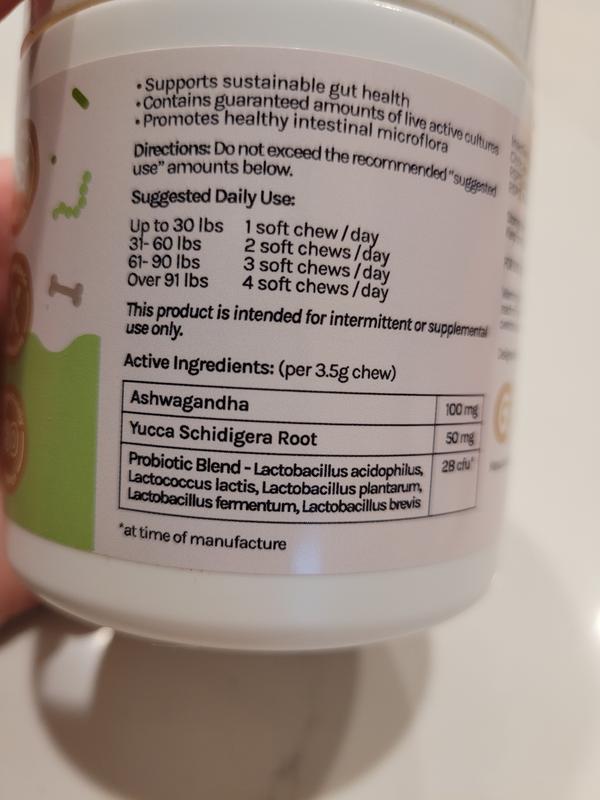 • Supports sustainable gut health
• Contains guaranteed amounts of live active cultures
• Promotes healthy intestinal microflora
Directions: Do not exceed the recommended "suggested
use" amounts below.
Suggested Daily Use:
Up to 30 lbs 1 soft chew / day
31- 60 lbs 2 soft chews / day
61- 90 lbs 3 soft chews / day
Over 91 lbs 4 soft chews / day
This product is intended for intermittent or supplemental
use only.
Active Ingredients: (per 3.5g chew)
Ashwagandha 100 mg
Yucca Schidigera Root 50 mg
Probiotic Blend - Lactobacillus acidophilus, 2B cfu*
Lactococcus lactis, Lactobacillus plantarum,
Lactobacillus fermentum, Lactobacillus brevis
*at time of manufacture